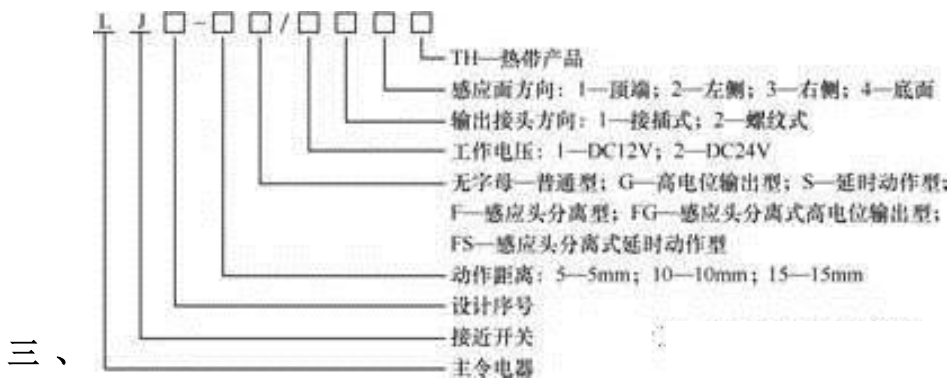 L J □-□ □/□ □ □ □
TH—热带产品
感应面方向：1—顶端；2—左侧；3—右侧；4—底面
输出接头方向：1—接插式；2—螺纹式
工作电压：1—DC12V；2—DC24V
无字母—普通型；G—高电位输出型；S—延时动作型；
F—感应头分离型；FG—感应头分离式高电位输出型；
FS—感应头分离式延时动作型
动作距离：5—5mm；10—10mm；15—15mm
设计序号
接近开关
三、
主令电器